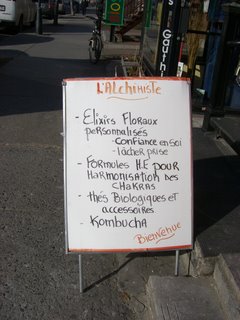 L'ALchimiste
- Elixirs Floraux
personnalisés
- Confiance en soi
- lâcher prise
- Formules H.E pour
Harmonisation des
chakras
- thés Biologiques et
accessoires
- Kombucha
Bienvenue